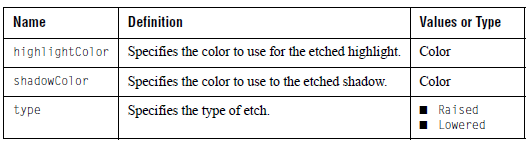 Name Definition Values or Type
highlightColor Specifies the color to use for the etched highlight. Color
shadowColor Specifies the color to use to the etched shadow. Color
type Specifies the type of etch. ■ Raised
■ Lowered